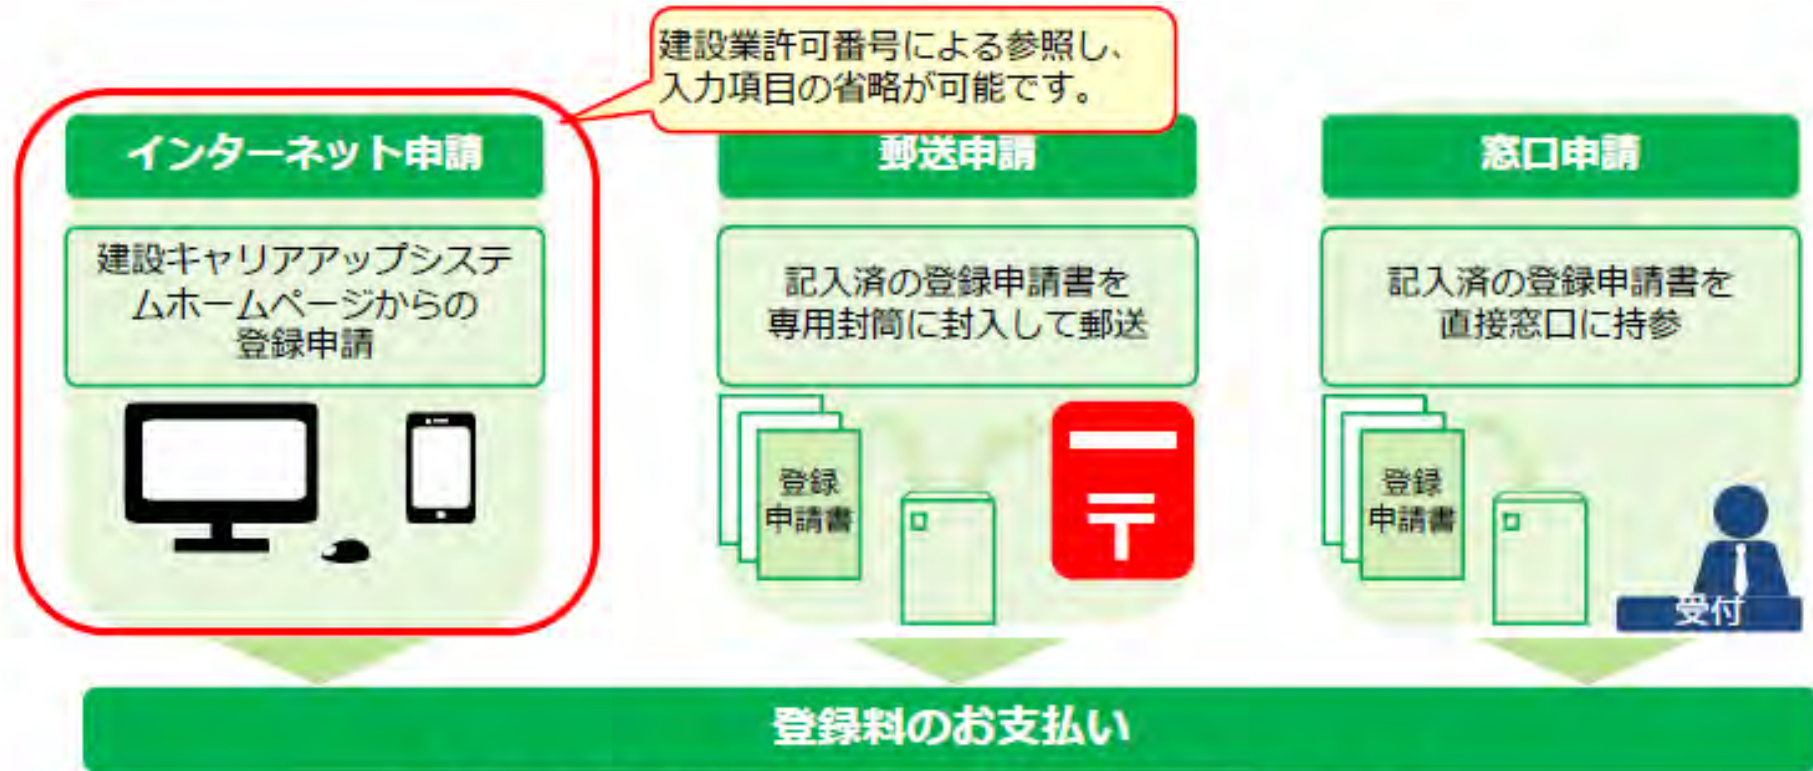 建設業許可番号による参照し、
入力項目の省略が可能です。
インターネット申請
建設キャリアアップシステ
ムホームページからの
登録申請
郵送申請
記入済の登録申請書を
専用封筒に封入して郵送
登録
申請書
窓口申請
記入済の登録申請書を
直接窓口に持参
登録
申請書
受付
登録料のお支払い